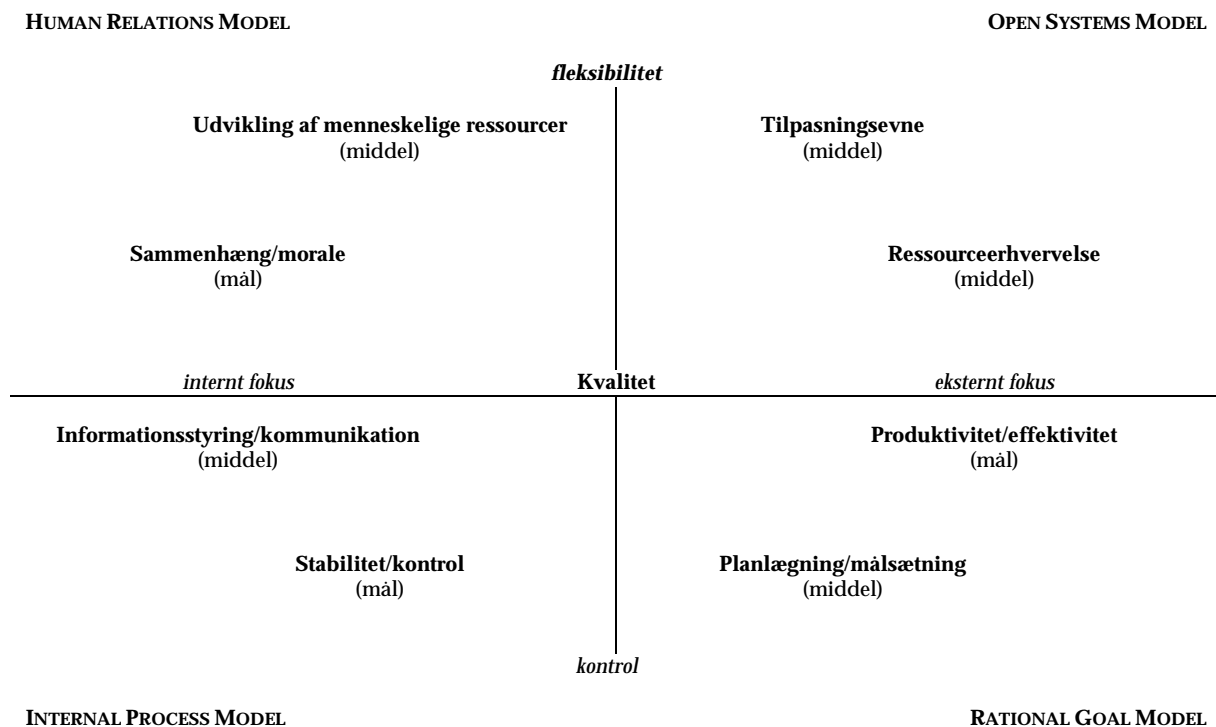 HUMAN RELATIONS MODEL
OPEN SYSTEMS MODEL
fleksibilitet
Udvikling af menneskelige ressourcer
(middel)
Tilpasningsevne
(middel)
Sammenhæng/morale
(mål)
Ressourceerhvervelse
(middel)
internt fokus
Kvalitet
eksternt fokus
Informationsstyring/kommunikation
(middel)
Produktivitet/effektivitet
(mål)
Stabilitet/kontrol
(mål)
Planlægning/målsætning
(middel)
kontrol
INTERNAL PROCESS MODEL
RATIONAL GOAL MODEL